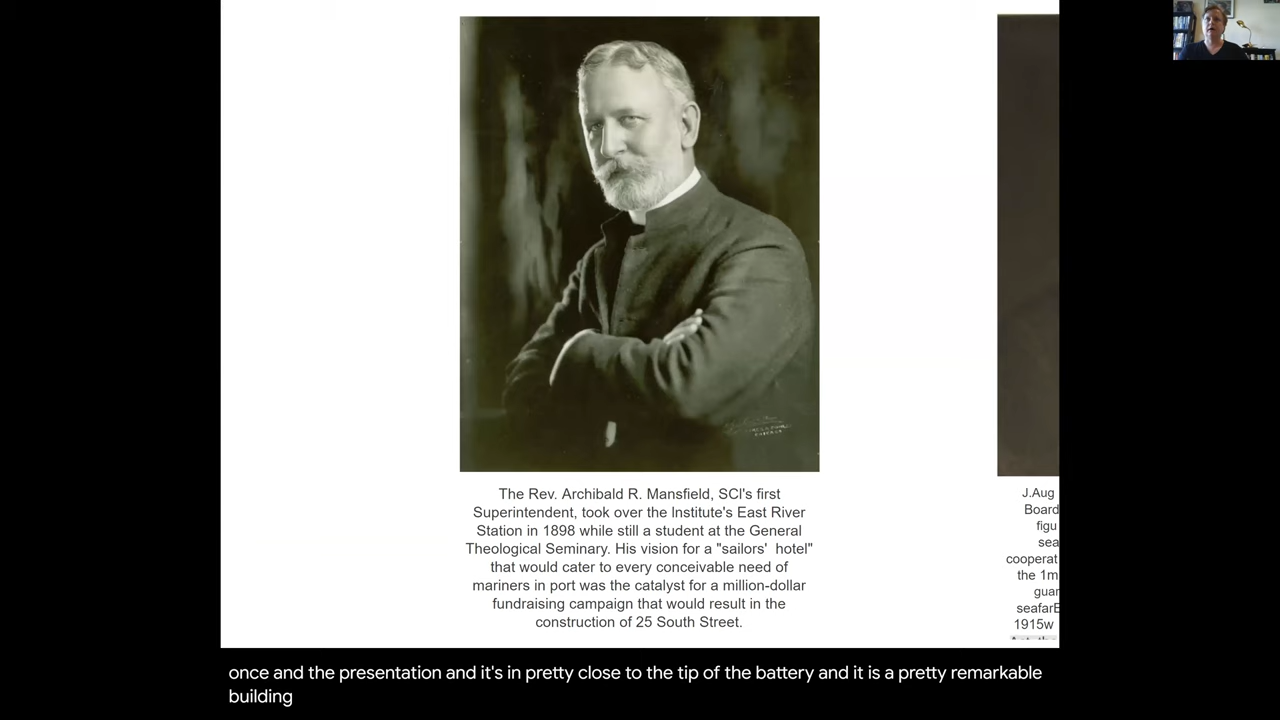 The Rev. Archibald R. Mansfield, SCI's first
Superintendent, took over the Institute's East River
Station in 1898 while still a student at the General
Theological Seminary. His vision for a "sailors' hotel"
that would cater to every conceivable need of
mariners in port was the catalyst for a million-dollar
fundraising campaign that would result in the
construction of 25 South Street.
J.Aug
Board
figu
sea
cooperat
the 1m
guar
seafarE
1915w
once and the presentation and it's in pretty close to the tip of the battery and it is a pretty remarkable
building